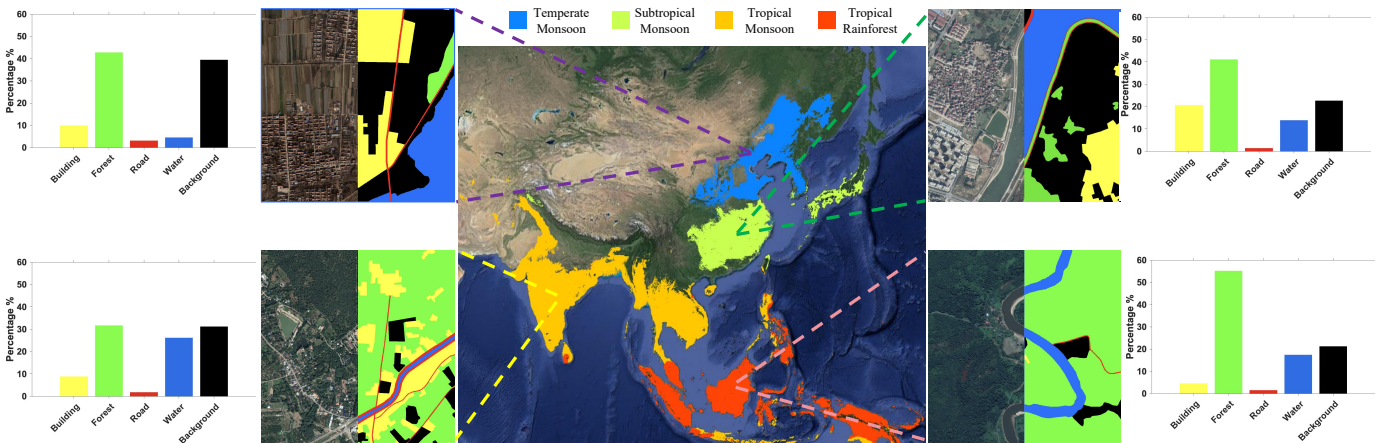 Temperate
Monsoon
Subtropical
Monsoon
Tropical
Monsoon
Tropical
Rainforest
Percentage %
60
50
40
30
20
10
0
Building
Forest
Road
Water
Background
Percentage %
60
50
40
30
20
10
0
Building
Forest
Road
Water
Background
Percentage %
60
50
40
30
20
10
0
Building
Forest
Road
Water
Background
Percentage %
60
50
40
30
20
10
0
Building
Forest
Road
Water
Background